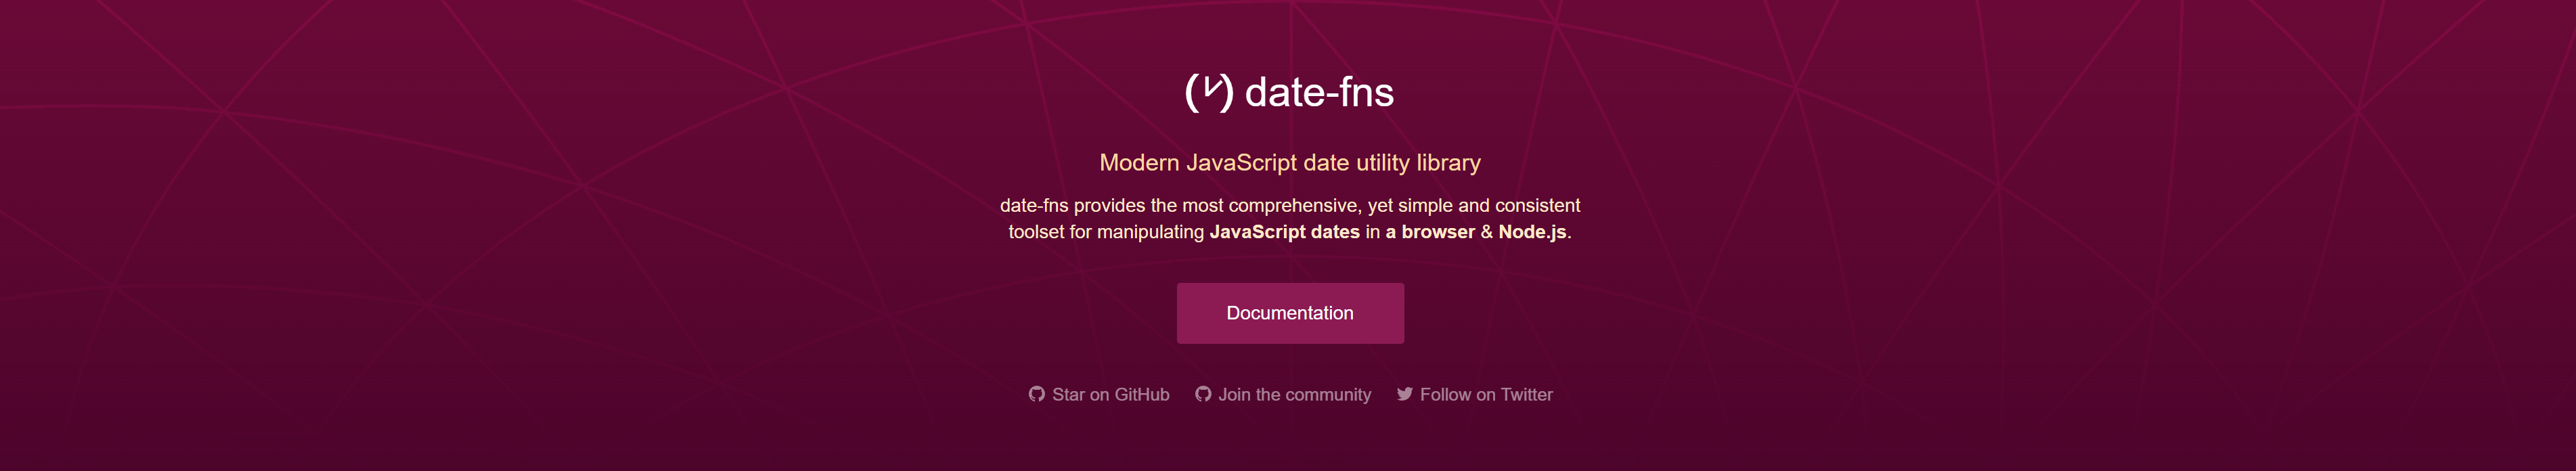 date-fns
Modern JavaScript date utility library
date-fns provides the most comprehensive, yet simple and consistent
toolset for manipulating JavaScript dates in a browser & Node.js.
Documentation
Star on GitHub Join the community Follow on Twitter